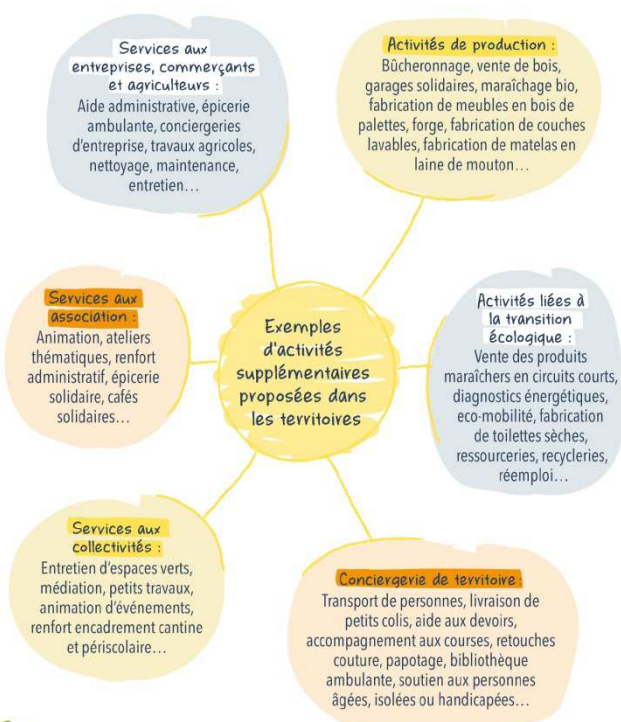 Services aux
entreprises, commerçants
et agriculteurs :
Aide administrative, épicerie
ambulante, conciergeries
d'entreprise, travaux agricoles,
nettoyage, maintenance,
entretien…
Activités de production :
Bûcheronnage, vente de bois,
garages solidaires, maraîchage bio,
fabrication de meubles en bois de
palettes, forge, fabrication de couches
lavables, fabrication de matelas en
laine de mouton…
Services aux
association :
Animation, ateliers
thématiques, renfort
administratif, épicerie
solidaire, cafés
solidaires…
Exemples
d'activités
supplémentaires
proposées dans
les territoires
Activités liées à
la transition
écologique :
Vente des produits
maraîchers en circuits courts,
diagnostics énergétiques,
eco-mobilité, fabrication
de toilettes sèches,
ressourceries, recycleries,
réemploi…
Services aux
collectivités :
Entretien d'espaces verts,
médiation, petits travaux,
animation d'événements,
renfort encadrement cantine
et périscolaire…
Conciergerie de territoire :
Transport de personnes, livraison de
petits colis, aide aux devoirs,
accompagnement aux courses, retouches
couture, papotage, bibliothèque
ambulante, soutien aux personnes
âgées, isolées ou handicapées…